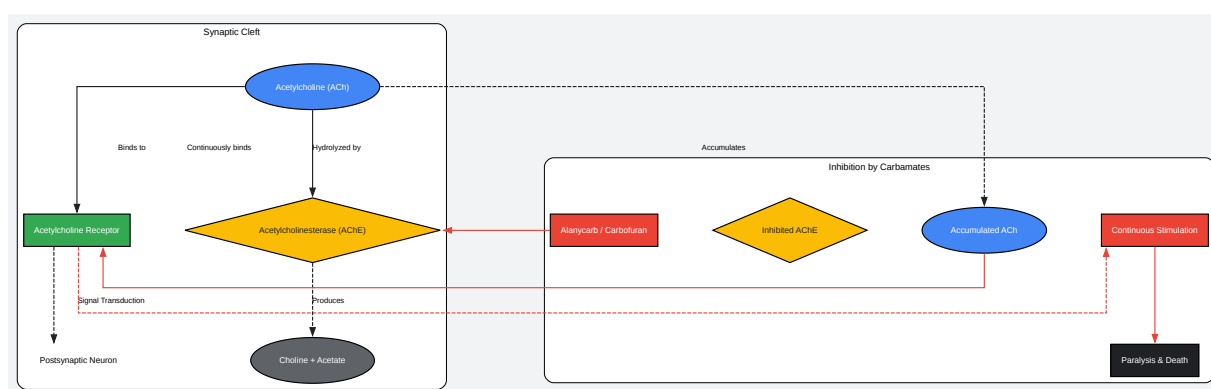 Synaptic Cleft
Acetylcholine (ACh)
Binds to
Continuously binds
Hydrolyzed by
Accumulates
Inhibition by Carbamates
Acetylcholine Receptor
Acetylcholinesterase (AChE)
Alanycarb / Carbofuran
Inhibited AChE
Accumulated ACh
Continuous Stimulation
Signal Transduction
Produces
Postsynaptic Neuron
Choline + Acetate
Paralysis & Death